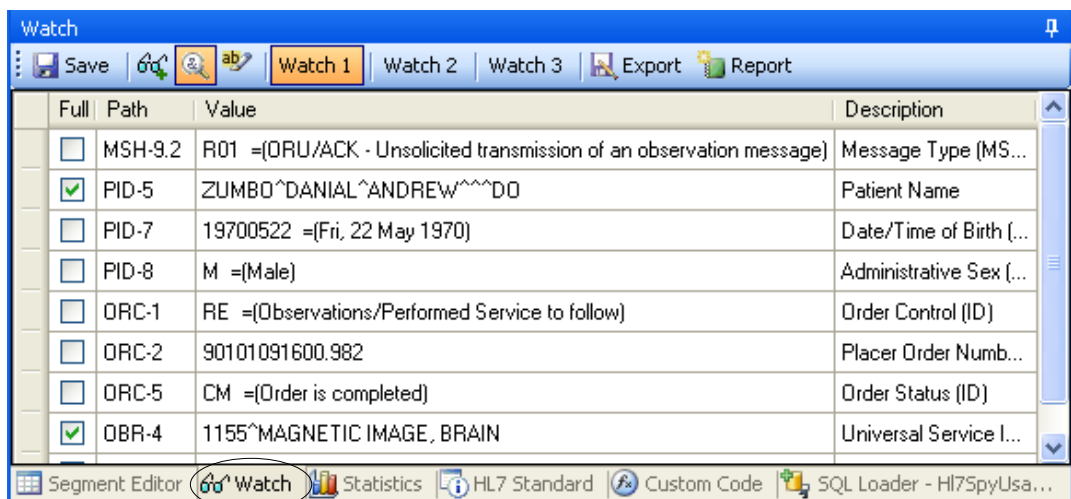 Watch
Save ab Watch 1 Watch 2 Watch 3 Export Report
Full Path Value Description
MSH-9.2 R01 =(ORU/ACK - Unsolicited transmission of an observation message) Message Type (MS...
PID-5 ZUMBO^DANIAL^ANDREW^^^DO Patient Name
PID-7 19700522 =(Fri, 22 May 1970) Date/Time of Birth (...
PID-8 M =(Male) Administrative Sex (...
ORC-1 RE =(Observations/Performed Service to follow) Order Control (ID)
ORC-2 90101091600.982 Placer Order Numb...
ORC-5 CM =(Order is completed) Order Status (ID)
OBR-4 1155^MAGNETIC IMAGE, BRAIN Universal Service I...
Segment Editor Watch Statistics HL7 Standard Custom Code SQL Loader - Hl7SpyUsa...